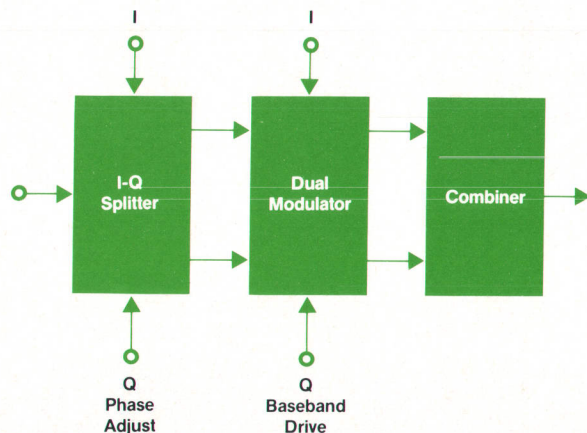 I
I
I-Q
Splitter
Dual
Modulator
Combiner
Q
Phase
Adjust
Q
Baseband
Drive